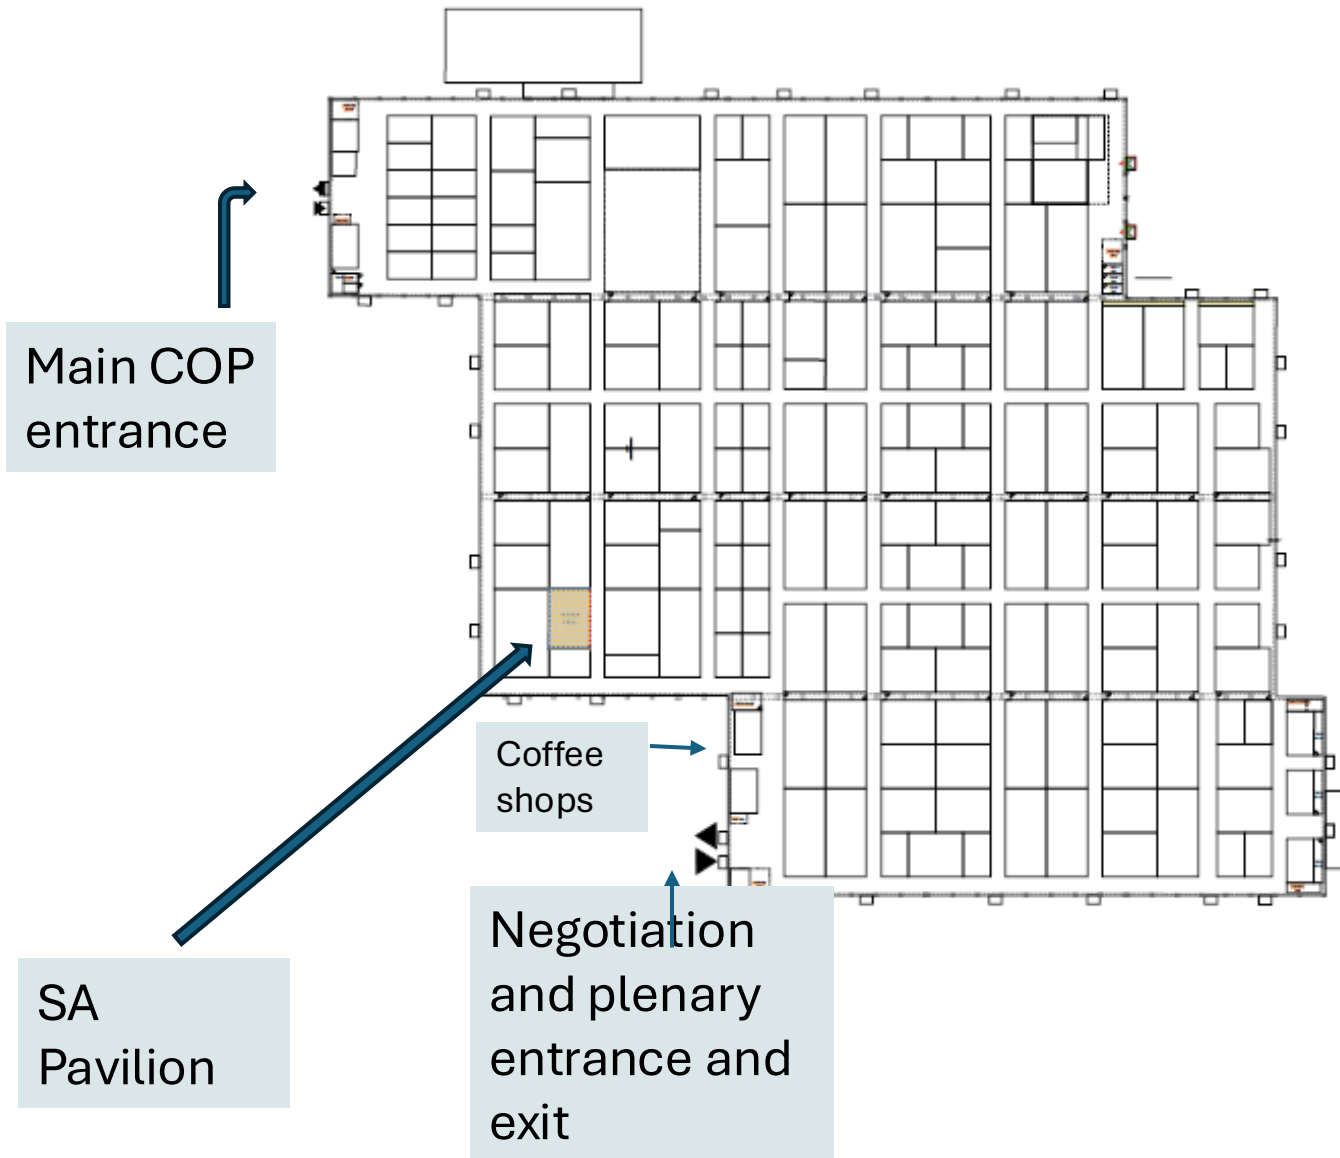 Main COP
entrance
Coffee
shops
Negotiation
and plenary
entrance and
exit
SA
Pavilion